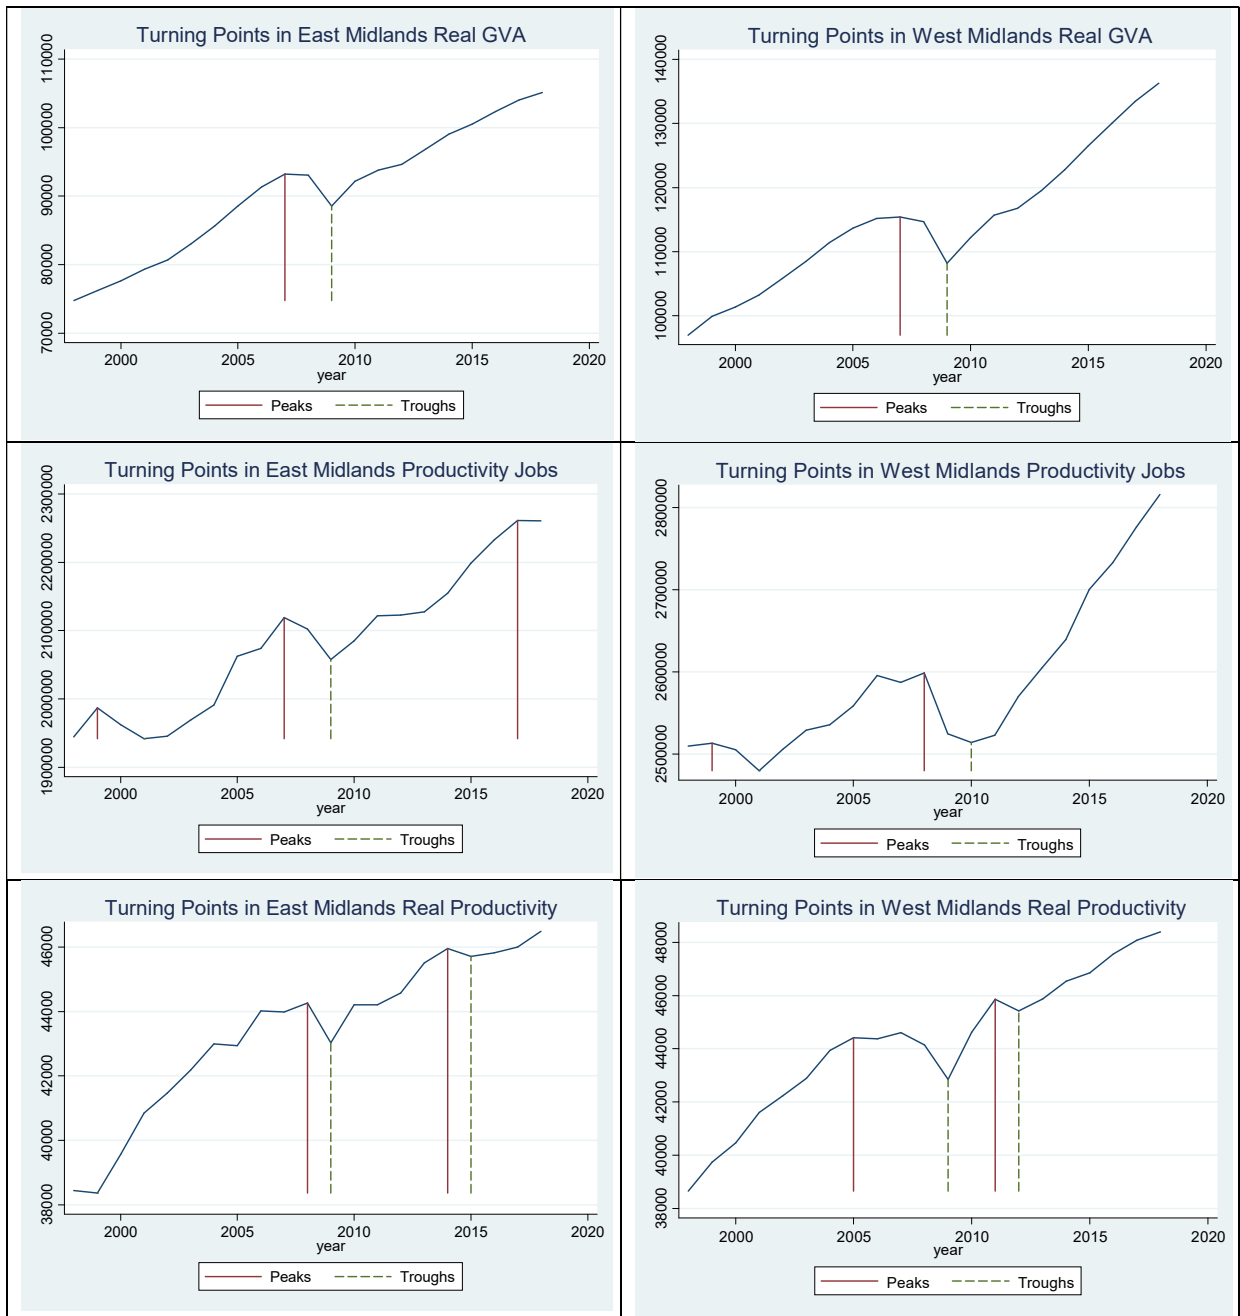 Turning Points in East Midlands Real GVA
110000
100000
90000
80000
70000
2000 2005 2010 2015 2020
year
Peaks Troughs
Turning Points in West Midlands Real GVA
140000
130000
120000
110000
100000
2000 2005 2010 2015 2020
year
Peaks Troughs
Turning Points in East Midlands Productivity Jobs
2300000
2200000
2100000
2000000
1900000
2000 2005 2010 2015 2020
year
Peaks Troughs
Turning Points in West Midlands Productivity Jobs
2800000
2700000
2600000
2500000
2000 2005 2010 2015 2020
year
Peaks Troughs
Turning Points in East Midlands Real Productivity
46000
44000
42000
40000
38000
2000 2005 2010 2015 2020
year
Peaks Troughs
Turning Points in West Midlands Real Productivity
48000
46000
44000
42000
40000
38000
2000 2005 2010 2015 2020
year
Peaks Troughs